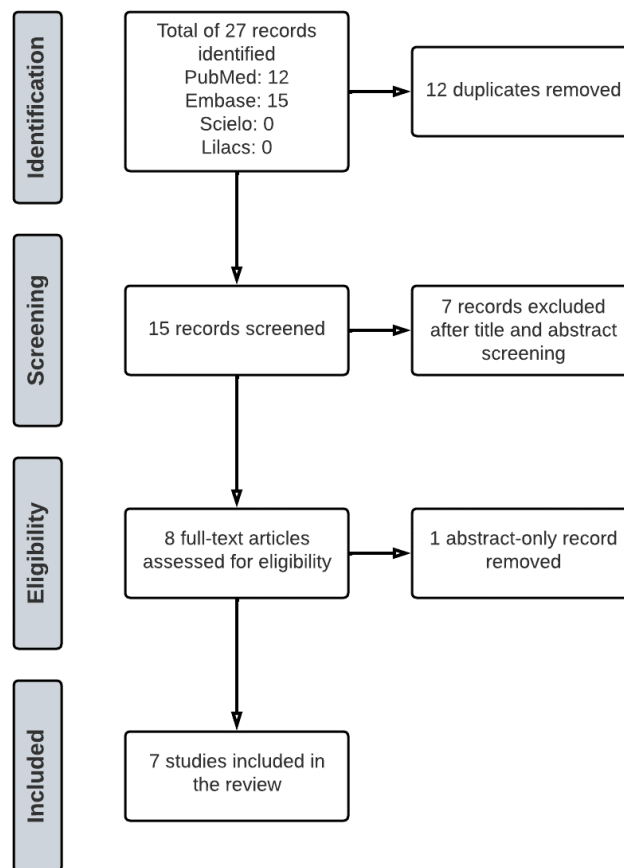 Identification
Total of 27 records
identified
PubMed: 12
Embase: 15
Scielo: 0
Lilacs: 0
12 duplicates removed
Screening
15 records screened
7 records excluded
after title and abstract
screening
Eligibility
8 full-text articles
assessed for eligibility
1 abstract-only record
removed
Included
7 studies included in
the review